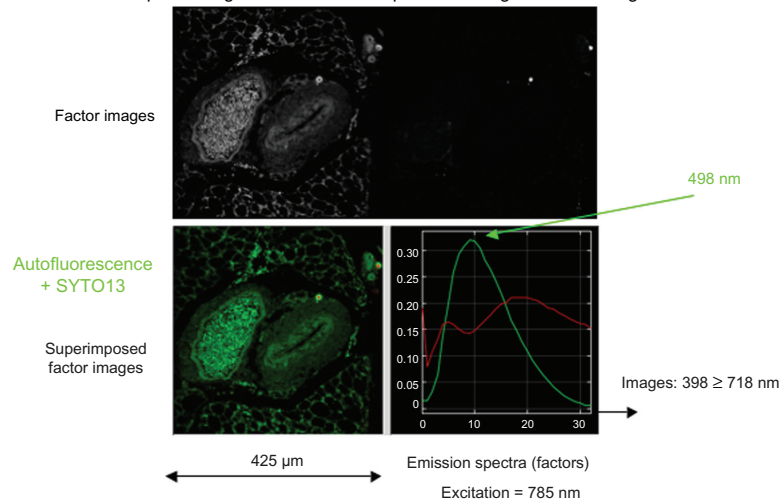 Factor images
498 nm
Autofluorescence
+ SYTO13
Superimposed
factor images
0.30
0.25
0.20
0.15
0.10
0.05
0
0
10
20
30
Images: 398 ≥ 718 nm
425 µm
Emission spectra (factors)
Excitation = 785 nm